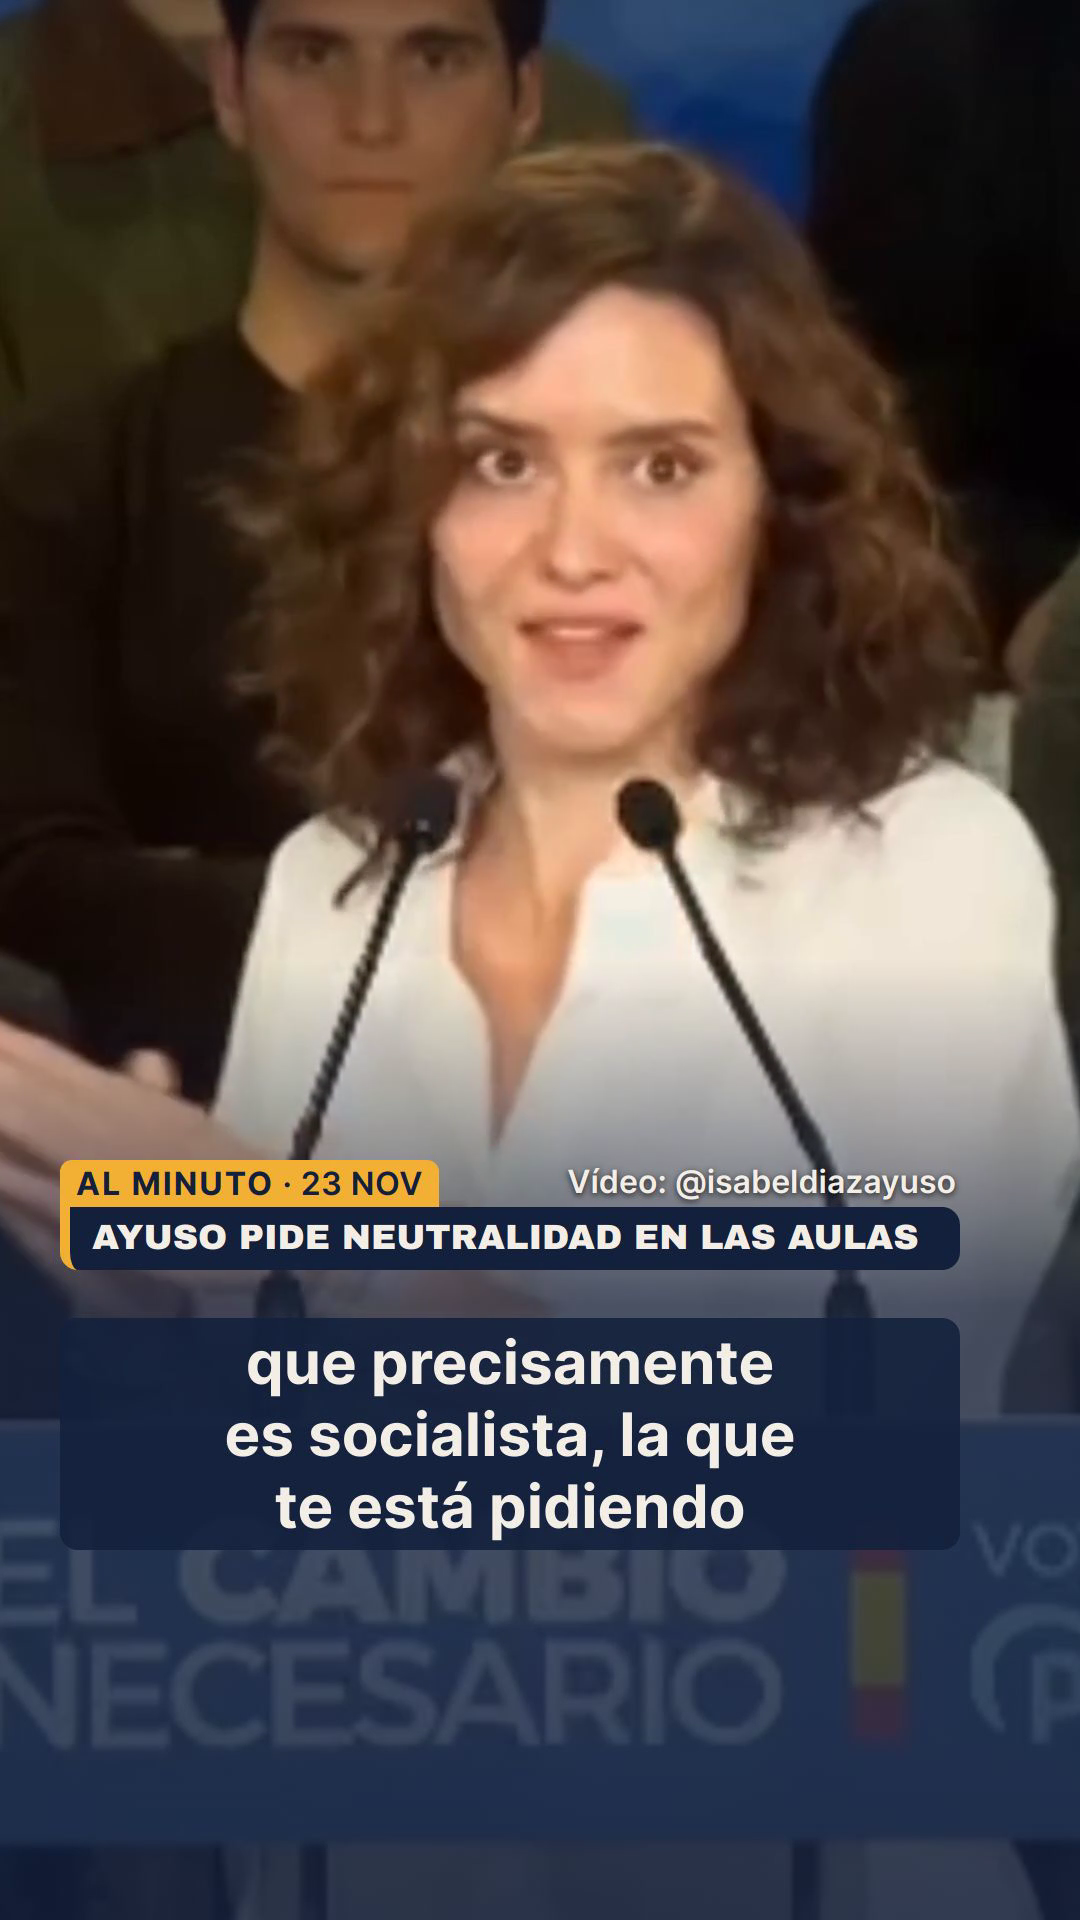 AL MINUTO · 23 NOV
Vídeo: @isabeldiazayuso
AYUSO PIDE NEUTRALIDAD EN LAS AULAS
que precisamente
es socialista, la que
te está pidiendo
EL CAMBIO
NECESARIO